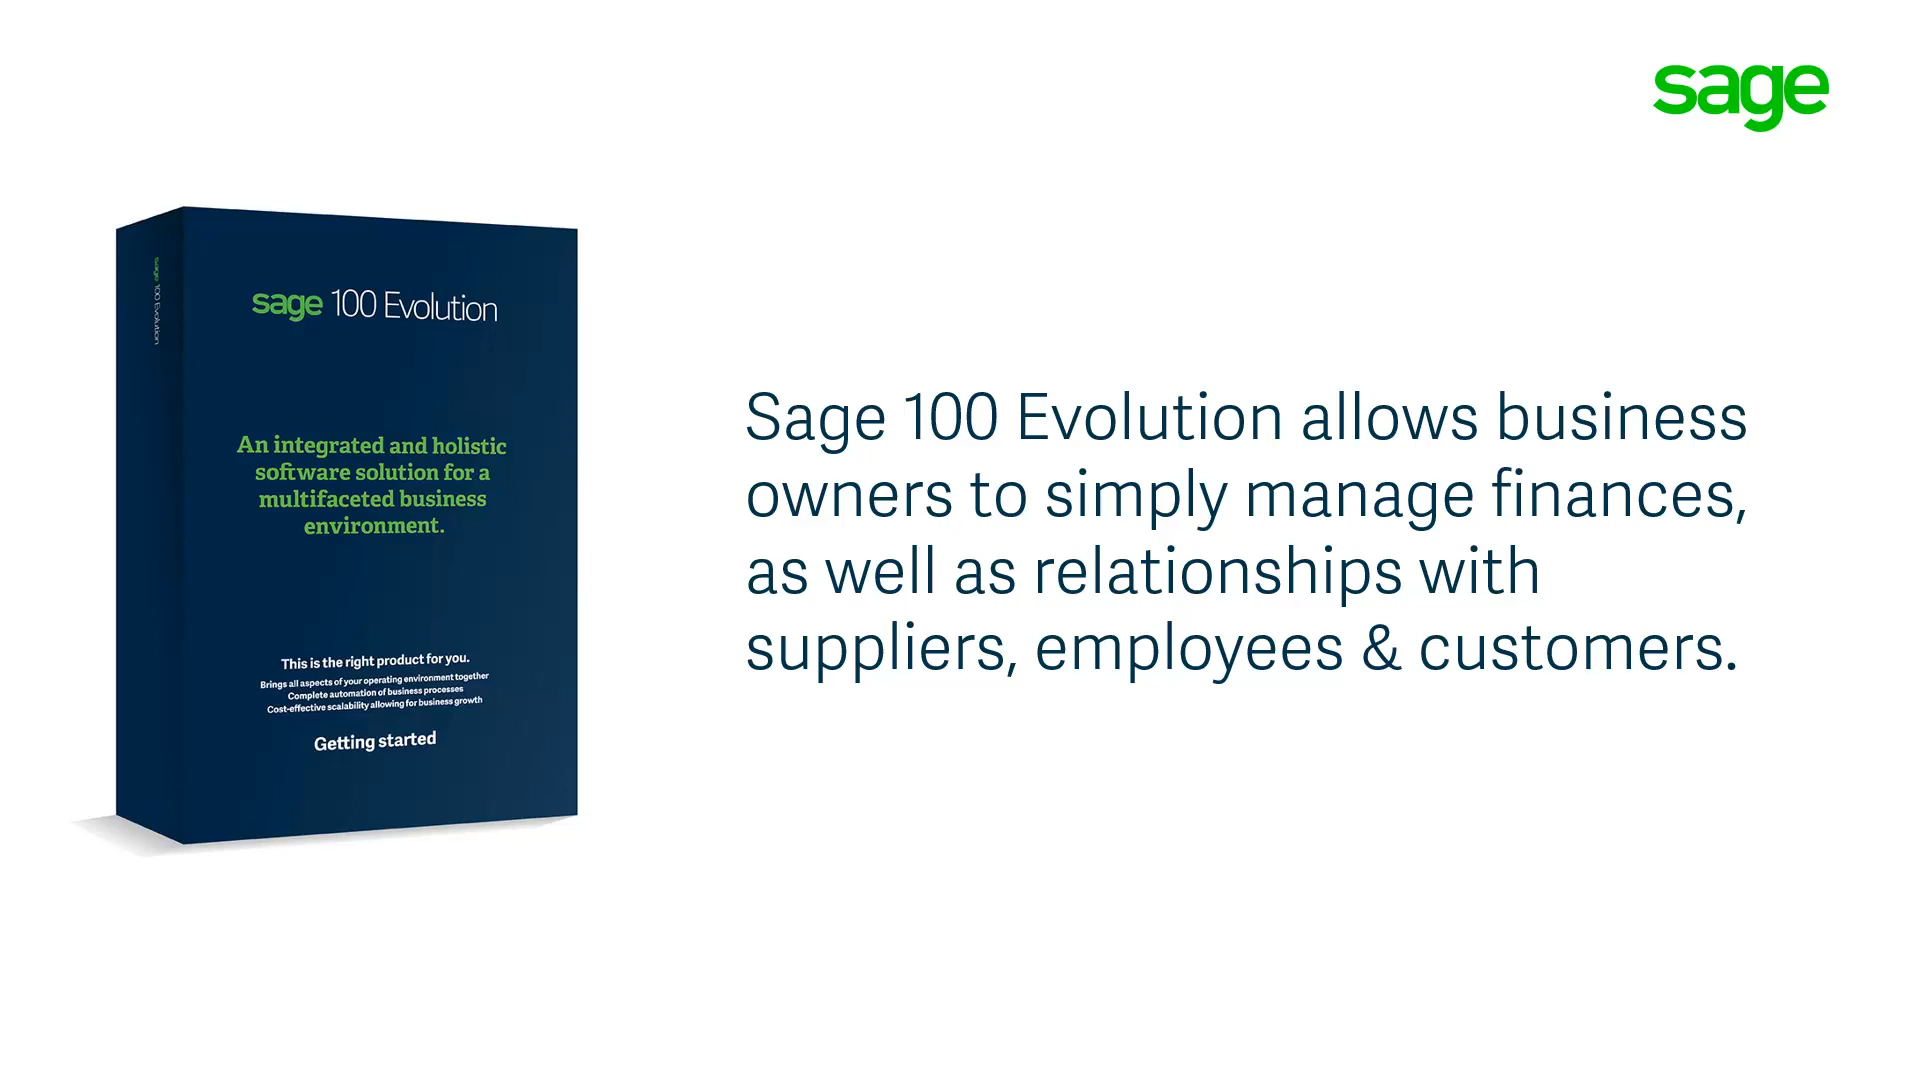 sage
sage 100 Evolution
sage 100 Evolution
An integrated and holistic
software solution for a
multifaceted business
environment.
This is the right product for you.
Brings all aspects of your operating environment together
Complete automation of business processes
Cost-effective scalability allowing for business growth
Getting started
Sage 100 Evolution allows business
owners to simply manage finances,
as well as relationships with
suppliers, employees & customers.